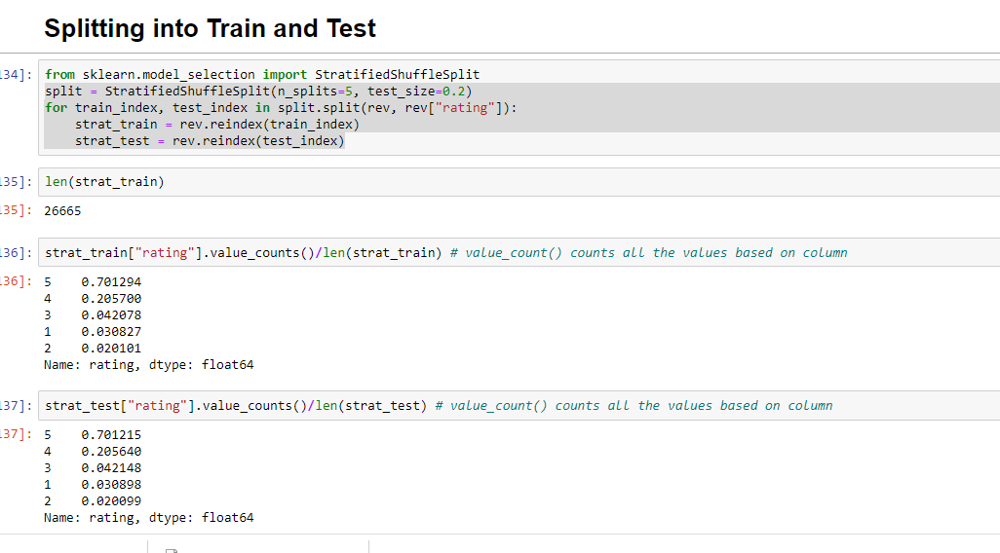 Splitting into Train and Test
34]: from sklearn.model_selection import StratifiedShuffleSplit
split = StratifiedShuffleSplit(n_splits=5, test_size=0.2)
for train_index, test_index in split.split(rev, rev["rating"]):
    strat_train = rev.reindex(train_index)
    strat_test = rev.reindex(test_index)
35]: len(strat_train)
35]: 26665
36]: strat_train["rating"].value_counts()/len(strat_train) # value_count() counts all the values based on column
36]: 5    0.701294
4    0.205700
3    0.042078
1    0.030827
2    0.020101
Name: rating, dtype: float64
37]: strat_test["rating"].value_counts()/len(strat_test) # value_count() counts all the values based on column
37]: 5    0.701215
4    0.205640
3    0.042148
1    0.030898
2    0.020099
Name: rating, dtype: float64